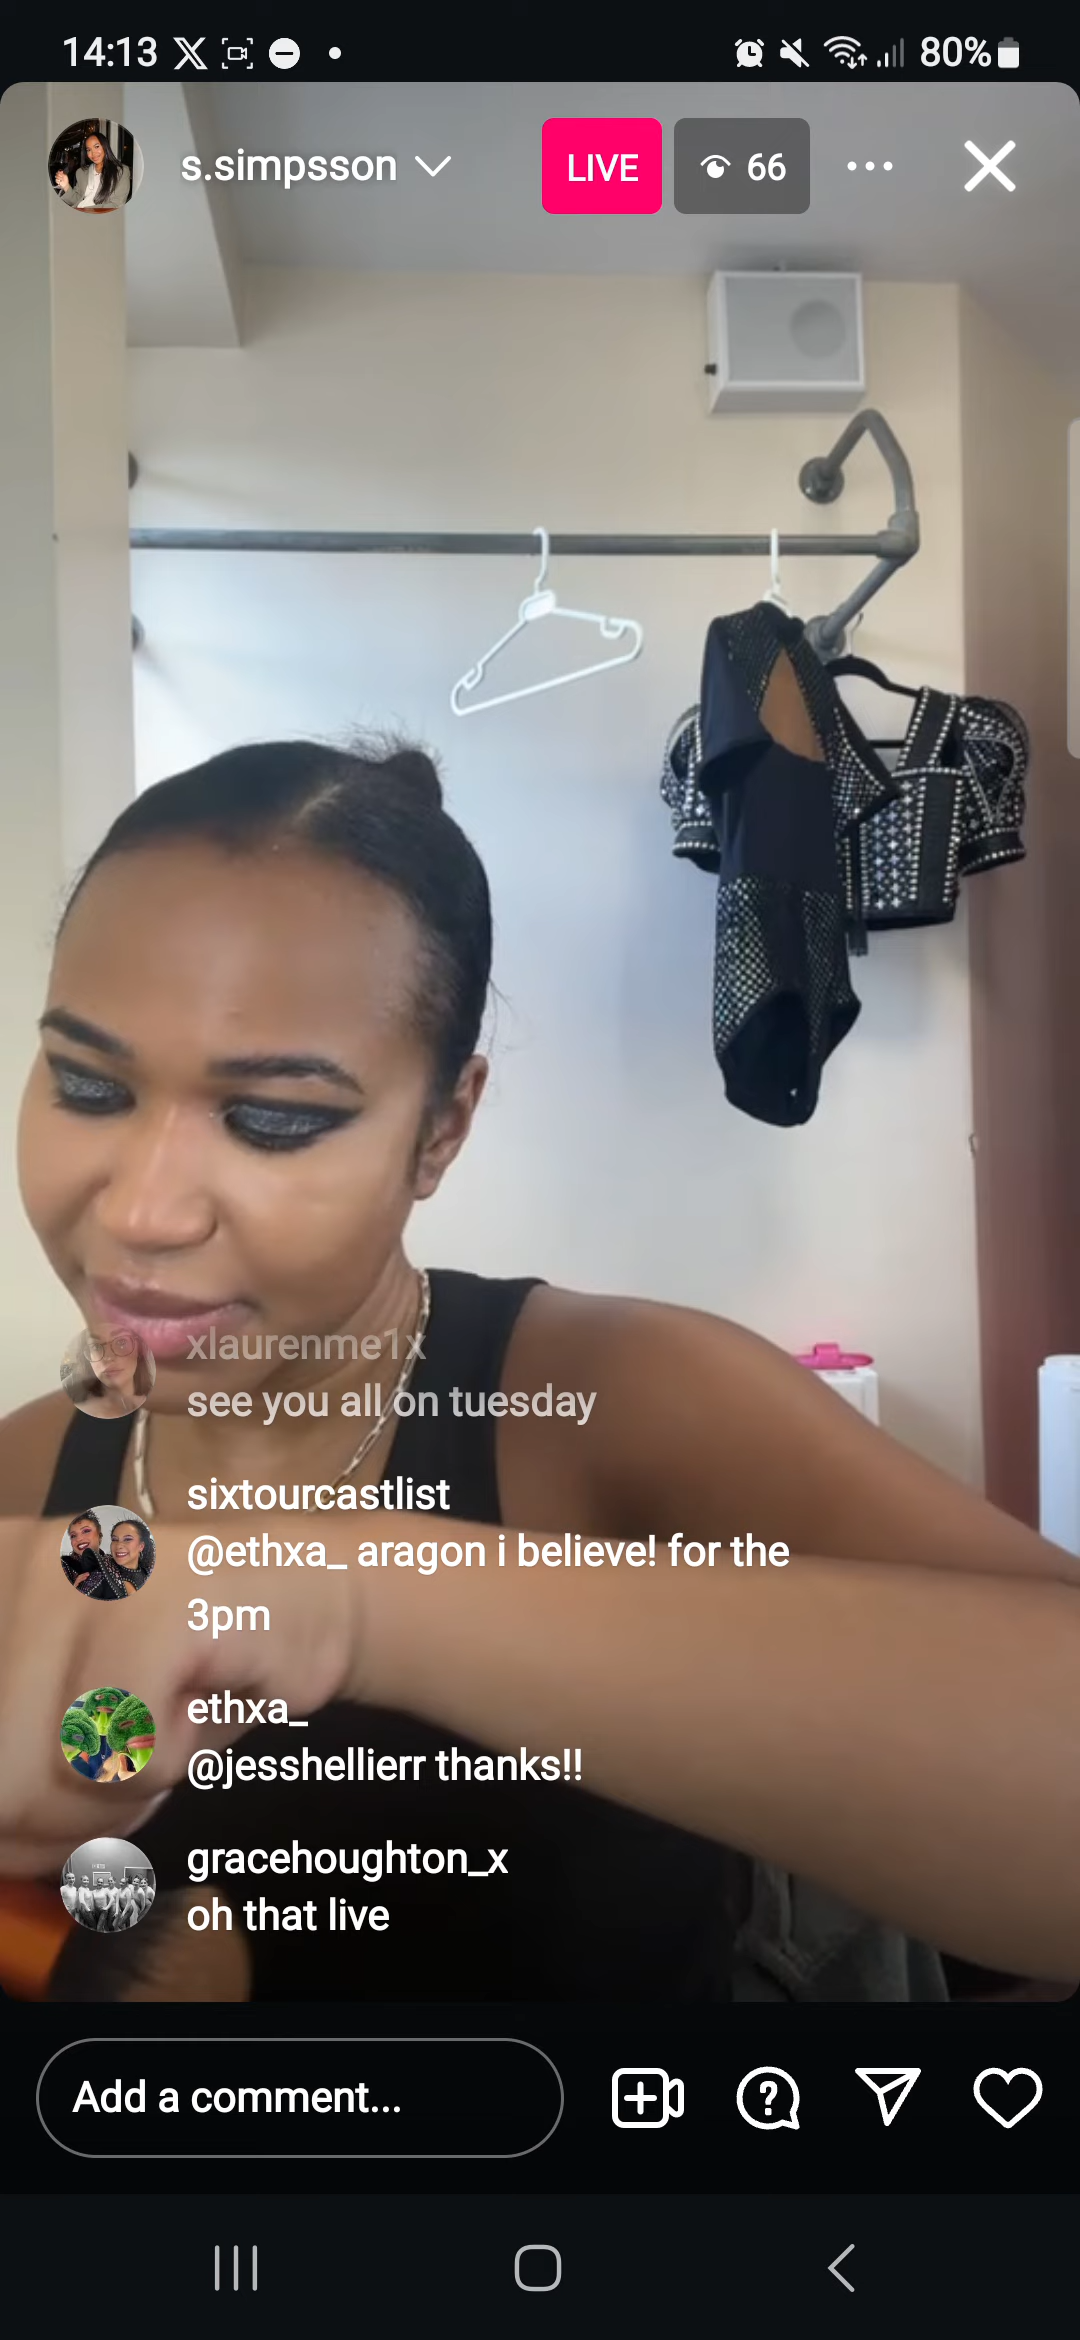 14:13
80%
s.simpsson
LIVE
66
xlaurenme1x
see you all on tuesday
sixtourcastlist
@ethxa_ aragon i believe! for the
3pm
ethxa_
@jesshellierr thanks!!
gracehoughton_x
oh that live
Add a comment...